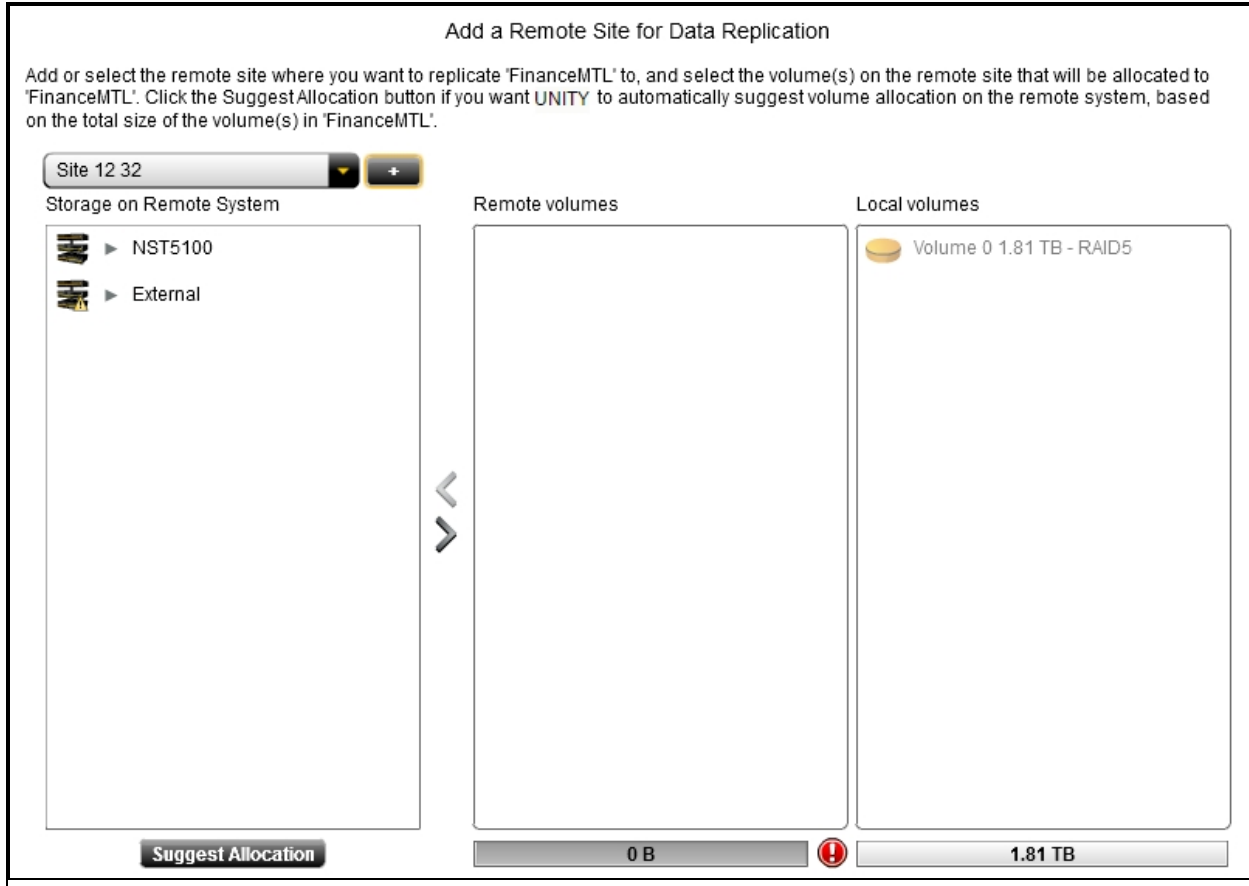 Add a Remote Site for Data Replication
Add or select the remote site where you want to replicate 'FinanceMTL' to, and select the volume(s) on the remote site that will be allocated to
'FinanceMTL'. Click the Suggest Allocation button if you want UNITY to automatically suggest volume allocation on the remote system, based
on the total size of the volume(s) in 'FinanceMTL'.
Site 12 32
+
Storage on Remote System
Remote volumes
Local volumes
NST5100
External
Volume 0 1.81 TB - RAID5
Suggest Allocation
0 B
1.81 TB